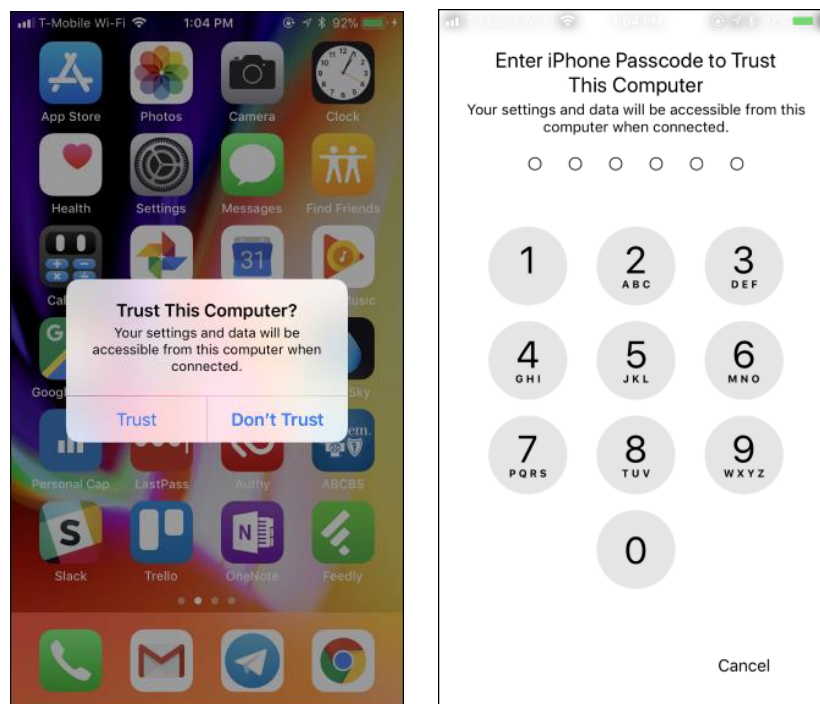 T-Mobile Wi-Fi 1:04 PM 92%
12
App Store Photos Camera Clock
Health Settings Messages Find Friends
31
Trust This Computer?
Your settings and data will be
accessible from this computer when
connected.
Trust Don't Trust
Personal Cap LastPass Authy ABCBS
S N
Slack Trello OneNote Feedly
Enter iPhone Passcode to Trust
This Computer
Your settings and data will be accessible from this
computer when connected.
1 2 3
ABC DEF
4 5 6
GHI JKL MNO
7 8 9
PQRS TUV WXYZ
0
Cancel